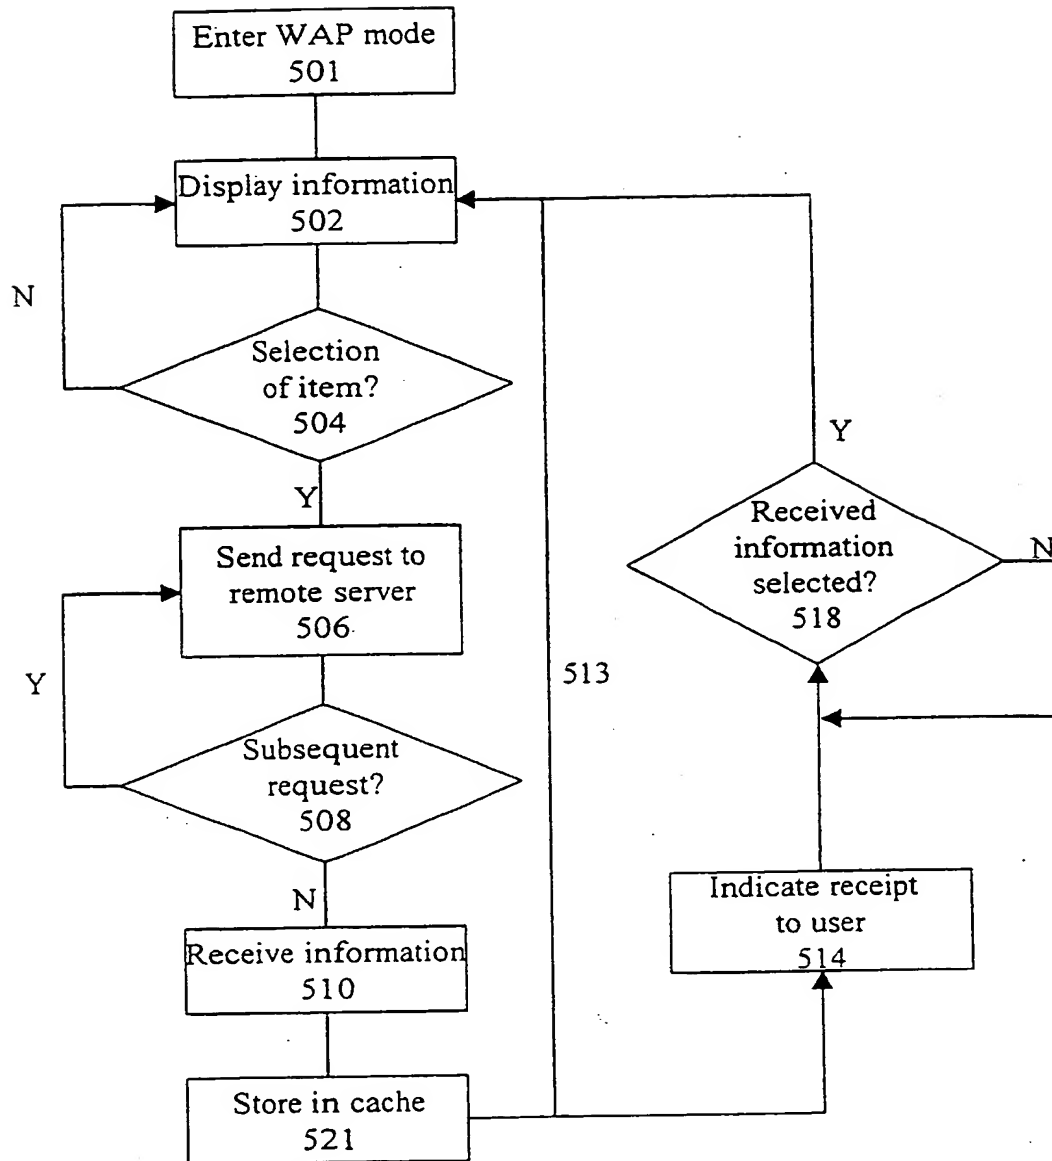 Enter WAP mode
501
Display information
502
N
Selection
of item?
504
Y
Send request to
remote server
506
Y
Subsequent
request?
508
N
Receive information
510
Store in cache
521
513
Y
Received
information
selected?
518
N
Indicate receipt
to user
514